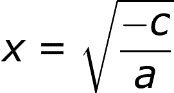 x = √(−c/a)